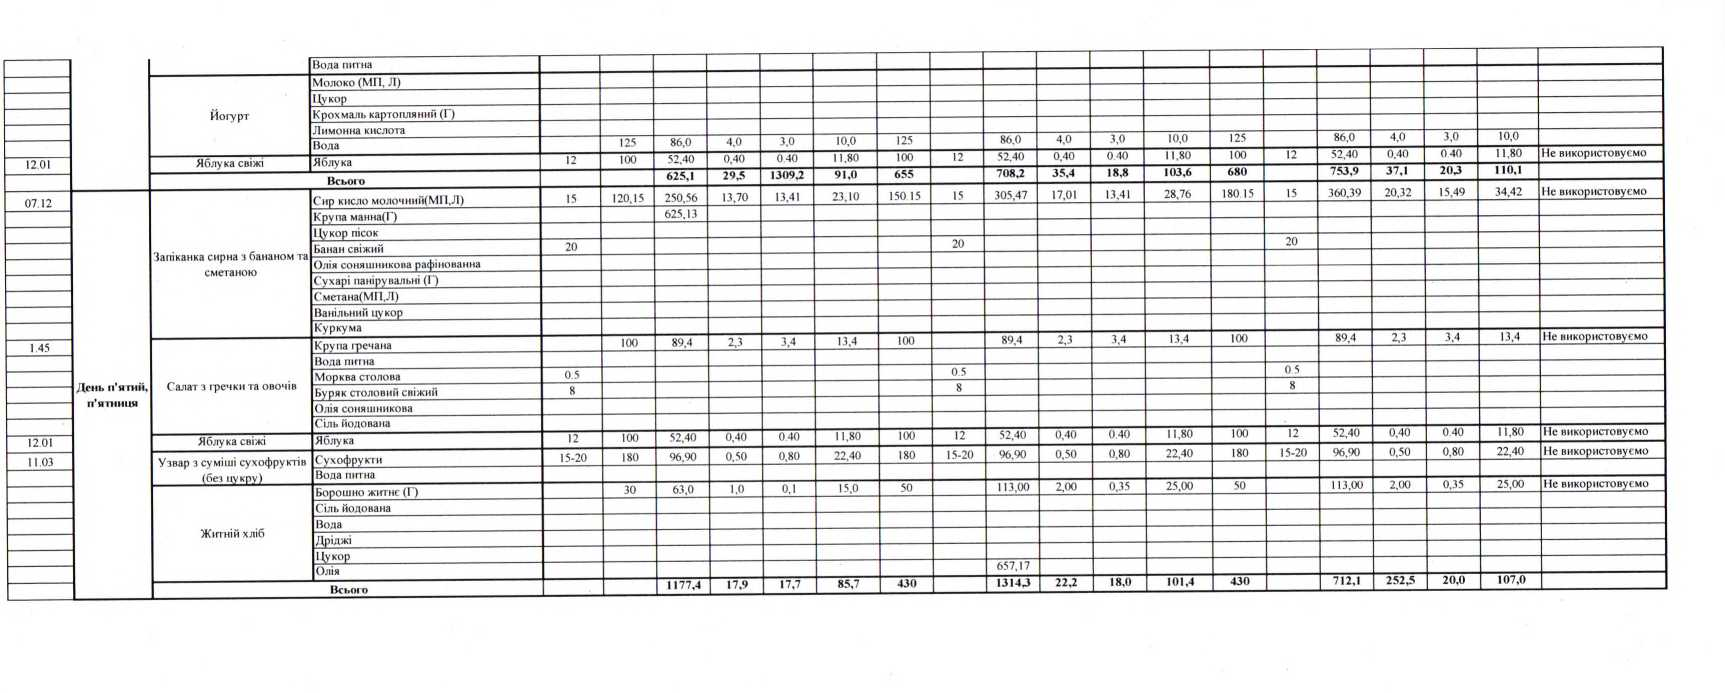 Вода питна
Йогурт
Молоко (МП, Л)
Цукор
Крохмаль картопляний (Г)
Лимонна кислота
Вода 125 86,0 4,0 3,0 10,0 125 86,0 4,0 3,0 10,0 125 86,0 4,0 3,0 10,0
12.01 Яблука свіжі Яблука 12 100 52,40 0,40 0.40 11,80 100 12 52,40 0,40 0.40 11,80 100 12 52,40 0,40 0.40 11,80 Не використовуємо
Всього 625,1 29,5 1309,2 91,0 655 708,2 35,4 18,8 103,6 680 753,9 37,1 20,3 110,1
День п'ятий,
п'ятниця
07.12 Сир кисло молочний(МП,Л) 15 120,15 250,56 13,70 13,41 23,10 150.15 15 305,47 17,01 13,41 28,76 180.15 15 360,39 20,32 15,49 34,42 Не використовуємо
Запіканка сирна з бананом та
сметаною
Крупа манна(Г) 625,13
Цукор пісок
Банан свіжий 20 20 20
Олія соняшникова рафінованна
Сухарі панірувальні (Г)
Сметана(МП,Л)
Ванільний цукор
Куркума
1.45 Салат з гречки та овочів Крупа гречана 100 89,4 2,3 3,4 13,4 100 89,4 2,3 3,4 13,4 100 89,4 2,3 3,4 13,4 Не використовуємо
Вода питна
Морква столова 0.5 0.5 0.5
Буряк столовий свіжий 8 8 8
Олія соняшникова
Сіль йодована
12.01 Яблука свіжі Яблука 12 100 52,40 0,40 0.40 11,80 100 12 52,40 0,40 0.40 11,80 100 12 52,40 0,40 0.40 11,80 Не використовуємо
11.03 Узвар з суміші сухофруктів
(без цукру)
Сухофрукти 15-20 180 96,90 0,50 0,80 22,40 180 15-20 96,90 0,50 0,80 22,40 180 15-20 96,90 0,50 0,80 22,40 Не використовуємо
Вода питна
Житній хліб
Борошно житнє (Г) 30 63,0 1,0 0,1 15,0 50 113,00 2,00 0,35 25,00 50 113,00 2,00 0,35 25,00 Не використовуємо
Сіль йодована
Вода
Дріджі
Цукор
Олія 657,17
Всього 1177,4 17,9 17,7 85,7 430 1314,3 22,2 18,0 101,4 430 712,1 252,5 20,0 107,0